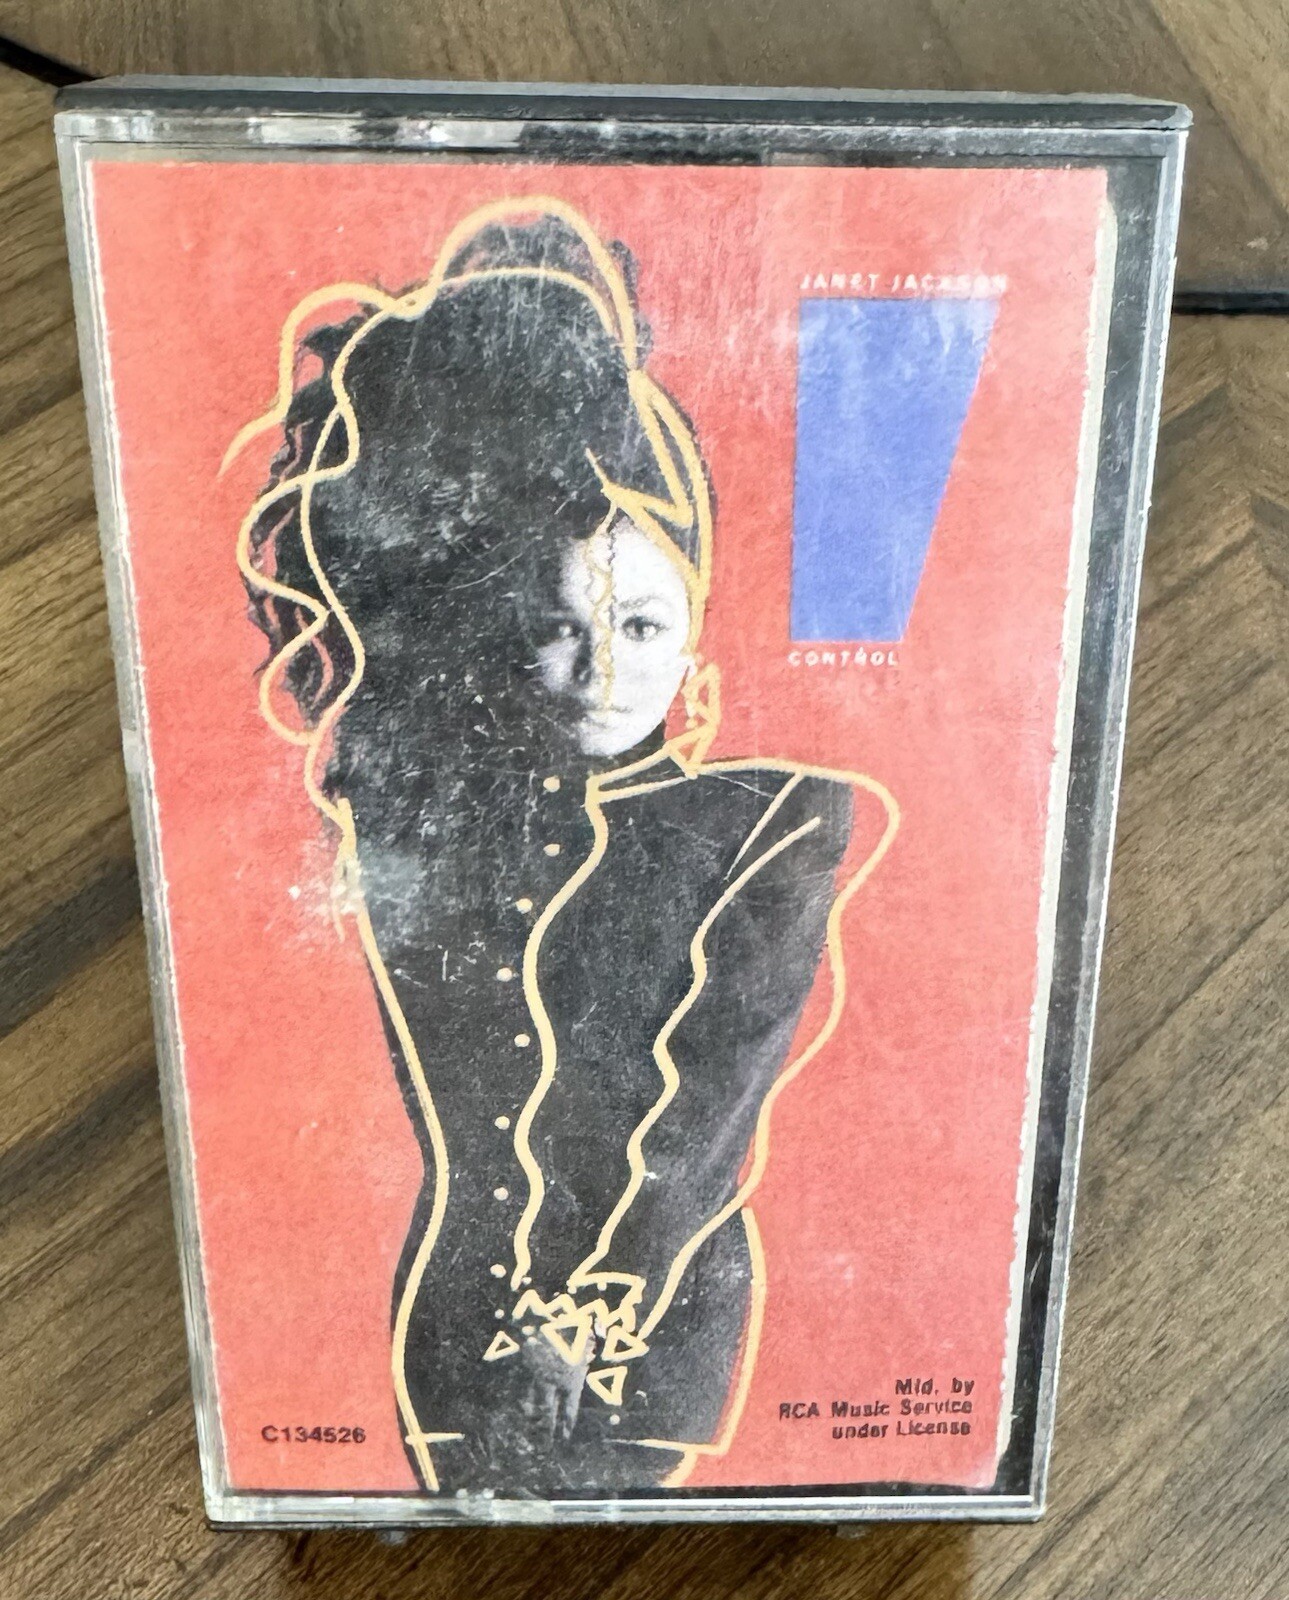 JANET JACKSON
CONTROL
Mfd. by
RCA Music Service
under License
C134526